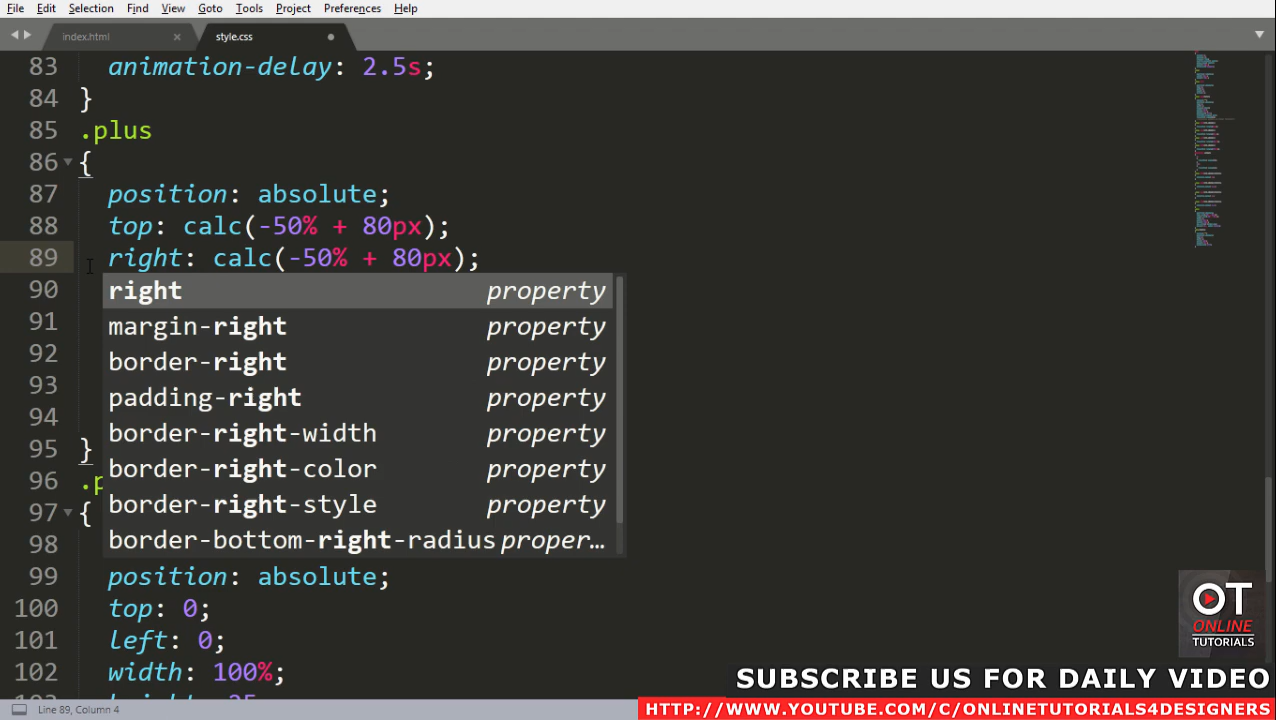 File Edit Selection Find View Goto Tools Project Preferences Help
index.html × style.css
83 animation-delay: 2.5s;
84 }
85 .plus
86 {
87 position: absolute;
88 top: calc(-50% + 80px);
89 right: calc(-50% + 80px);
90 right property
91 margin-right property
92 border-right property
93 padding-right property
94 border-right-width property
95 }
border-right-color property
96 .p
border-right-style property
97 {
98 border-bottom-right-radius proper…
99 position: absolute;
100 top: 0;
101 left: 0;
102 width: 100%;
OT
ONLINE
TUTORIALS
SUBSCRIBE US FOR DAILY VIDEO
HTTP://WWW.YOUTUBE.COM/C/ONLINETUTORIALS4DESIGNERS
Line 89, Column 4